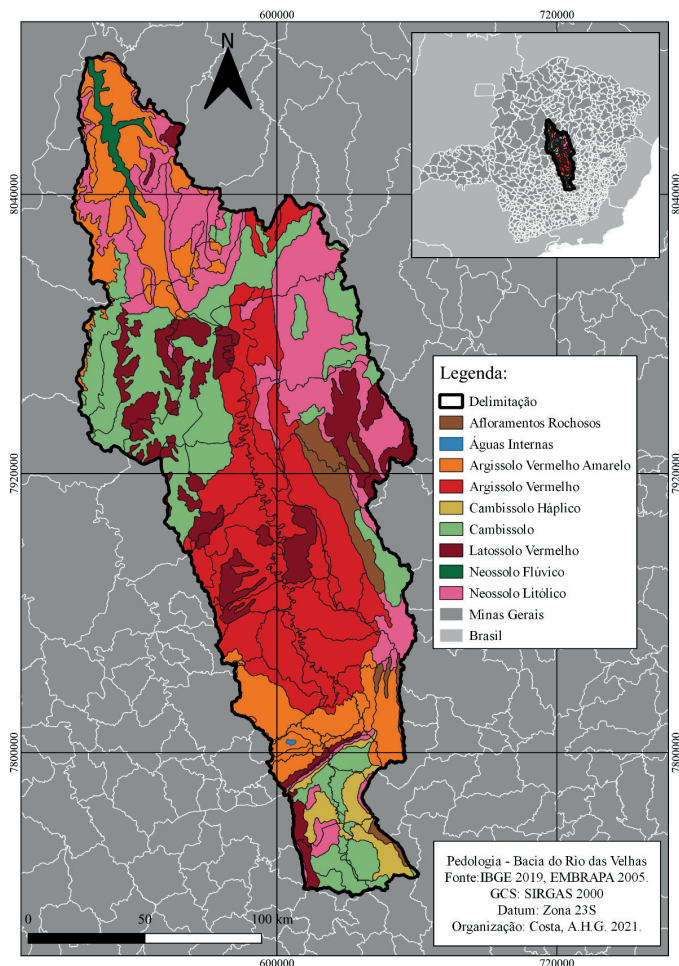 600000
720000
N
8040000
8040000
Legenda:
Delimitação
Afloramentos Rochosos
Águas Internas
Argissolo Vermelho Amarelo
Argissolo Vermelho
Cambissolo Háplico
Cambissolo
Latossolo Vermelho
Neossolo Flúvico
Neossolo Litólico
Minas Gerais
Brasil
7920000
7920000
7800000
7800000
Pedologia - Bacia do Rio das Velhas
Fonte:IBGE 2019, EMBRAPA 2005.
GCS: SIRGAS 2000
Datum: Zona 23S
Organização: Costa, A.H.G. 2021.
0 50 100 km
600000
720000